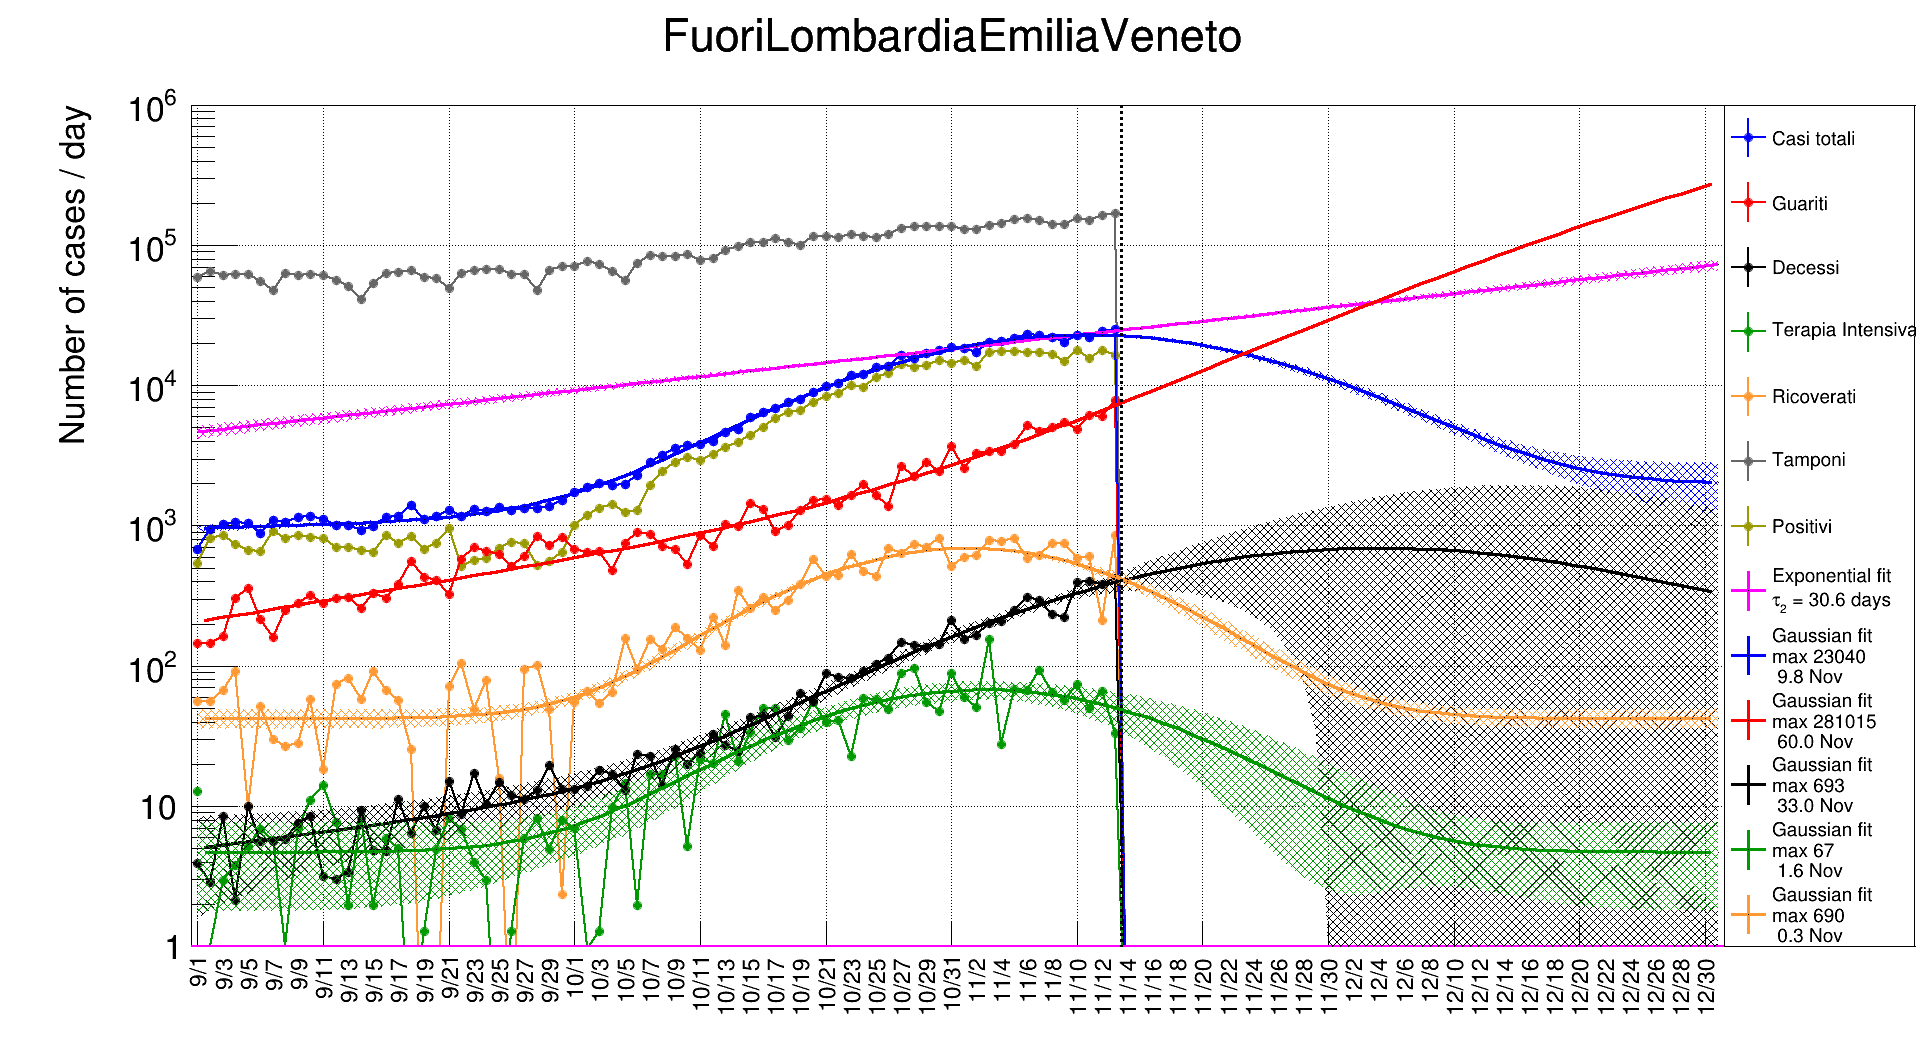 FuoriLombardiaEmiliaVeneto
Number of cases / day
10^6
10^5
10^4
10^3
10^2
10
1
9/1 9/3 9/5 9/7 9/9 9/11 9/13 9/15 9/17 9/19 9/21 9/23 9/25 9/27 9/29 10/1 10/3 10/5 10/7 10/9 10/11 10/13 10/15 10/17 10/19 10/21 10/23 10/25 10/27 10/29 10/31 11/2 11/4 11/6 11/8 11/10 11/12 11/14 11/16 11/18 11/20 11/22 11/24 11/26 11/28 11/30 12/2 12/4 12/6 12/8 12/10 12/12 12/14 12/16 12/18 12/20 12/22 12/24 12/26 12/28 12/30
Casi totali
Guariti
Decessi
Terapia Intensiva
Ricoverati
Tamponi
Positivi
Exponential fit
τ₂ = 30.6 days
Gaussian fit
max 23040
9.8 Nov
Gaussian fit
max 281015
60.0 Nov
Gaussian fit
max 693
33.0 Nov
Gaussian fit
max 67
1.6 Nov
Gaussian fit
max 690
0.3 Nov